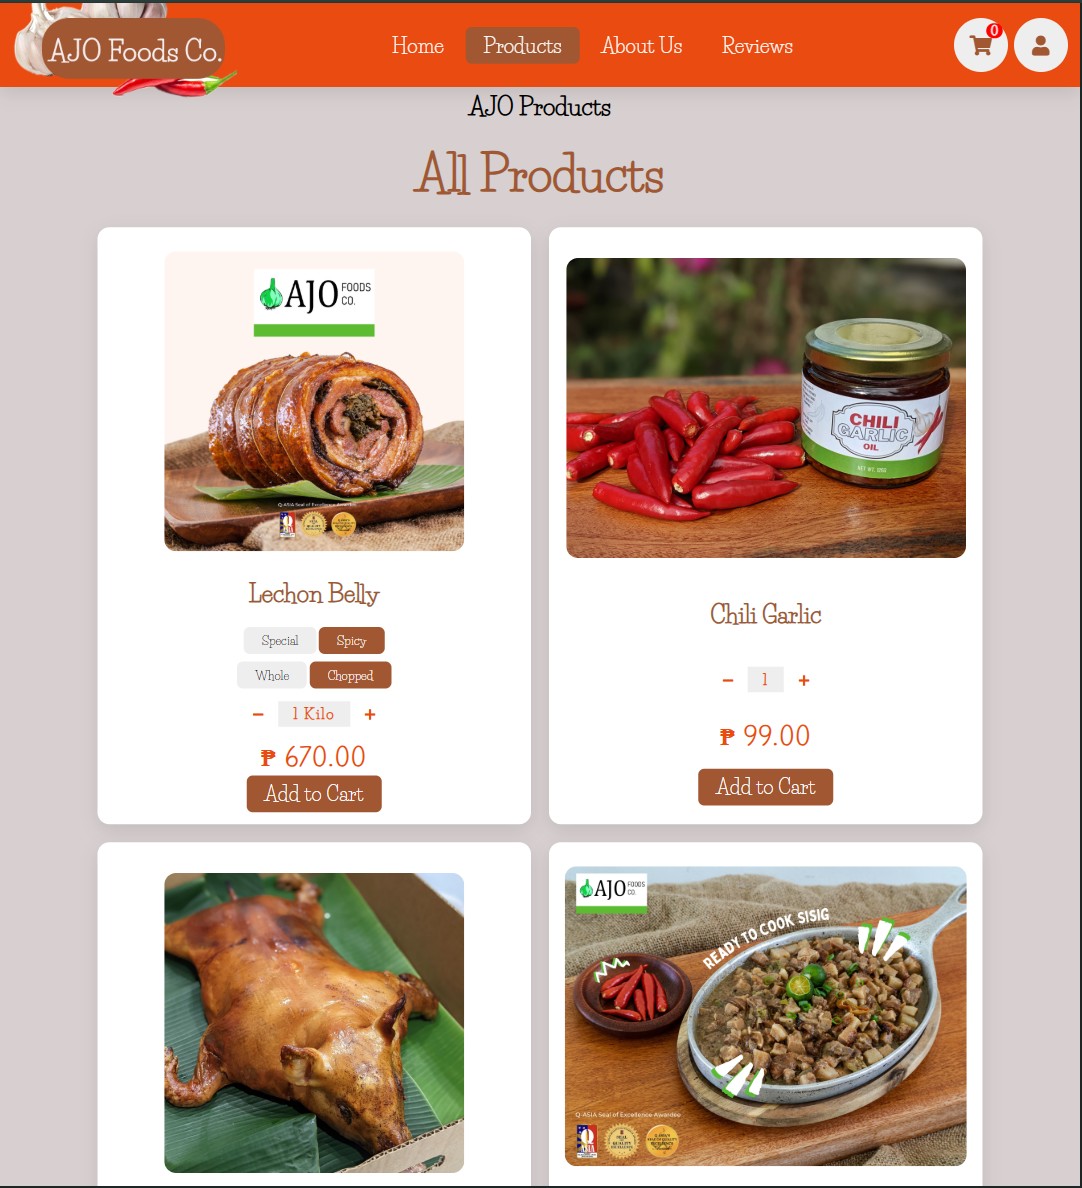 AJO Foods Co.
Home
Products
About Us
Reviews
0
AJO Products
All Products
AJO FOODS CO.
Q-ASIA Seal of Excellence Awardee
CHILI
GARLIC
OIL
Lechon Belly
Chili Garlic
Special
Spicy
Whole
Chopped
− 1 Kilo +
− 1 +
₱ 670.00
₱ 99.00
Add to Cart
Add to Cart
AJO FOODS CO.
READY TO COOK SISIG
Q-ASIA Seal of Excellence Awardee